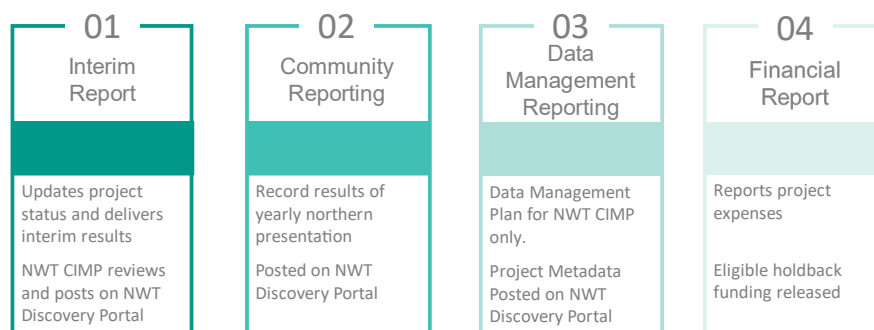 01
Interim
Report
Updates project
status and delivers
interim results
NWT CIMP reviews
and posts on NWT
Discovery Portal
02
Community
Reporting
Record results of
yearly northern
presentation
Posted on NWT
Discovery Portal
03
Data
Management
Reporting
Data Management
Plan for NWT CIMP
only.
Project Metadata
Posted on NWT
Discovery Portal
04
Financial
Report
Reports project
expenses
Eligible holdback
funding released